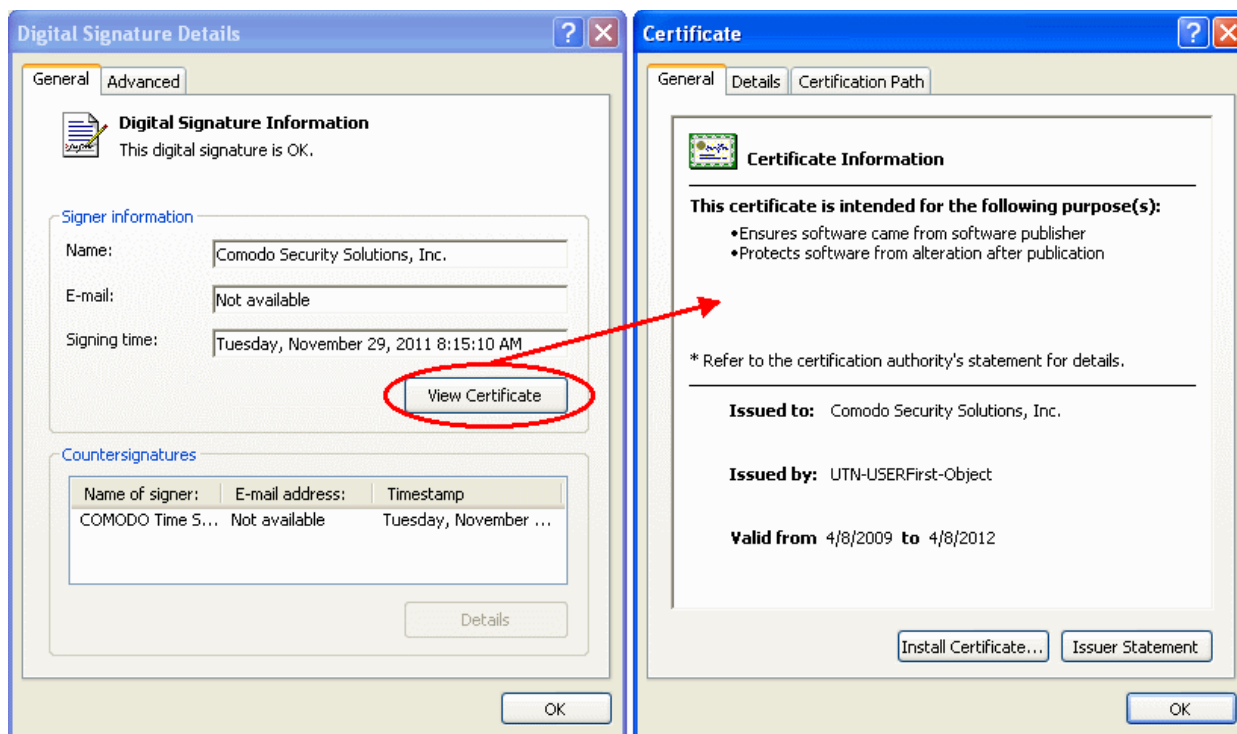 Digital Signature Details
General
Advanced
Digital Signature Information
This digital signature is OK.
Signer information
Name:
Comodo Security Solutions, Inc.
E-mail:
Not available
Signing time:
Tuesday, November 29, 2011 8:15:10 AM
View Certificate
Countersignatures
Name of signer: E-mail address: Timestamp
COMODO Time S... Not available Tuesday, November ...
Details
OK
Certificate
General
Details
Certification Path
Certificate Information
This certificate is intended for the following purpose(s):
•Ensures software came from software publisher
•Protects software from alteration after publication
* Refer to the certification authority's statement for details.
Issued to: Comodo Security Solutions, Inc.
Issued by: UTN-USERFirst-Object
Valid from 4/8/2009 to 4/8/2012
Install Certificate...
Issuer Statement
OK